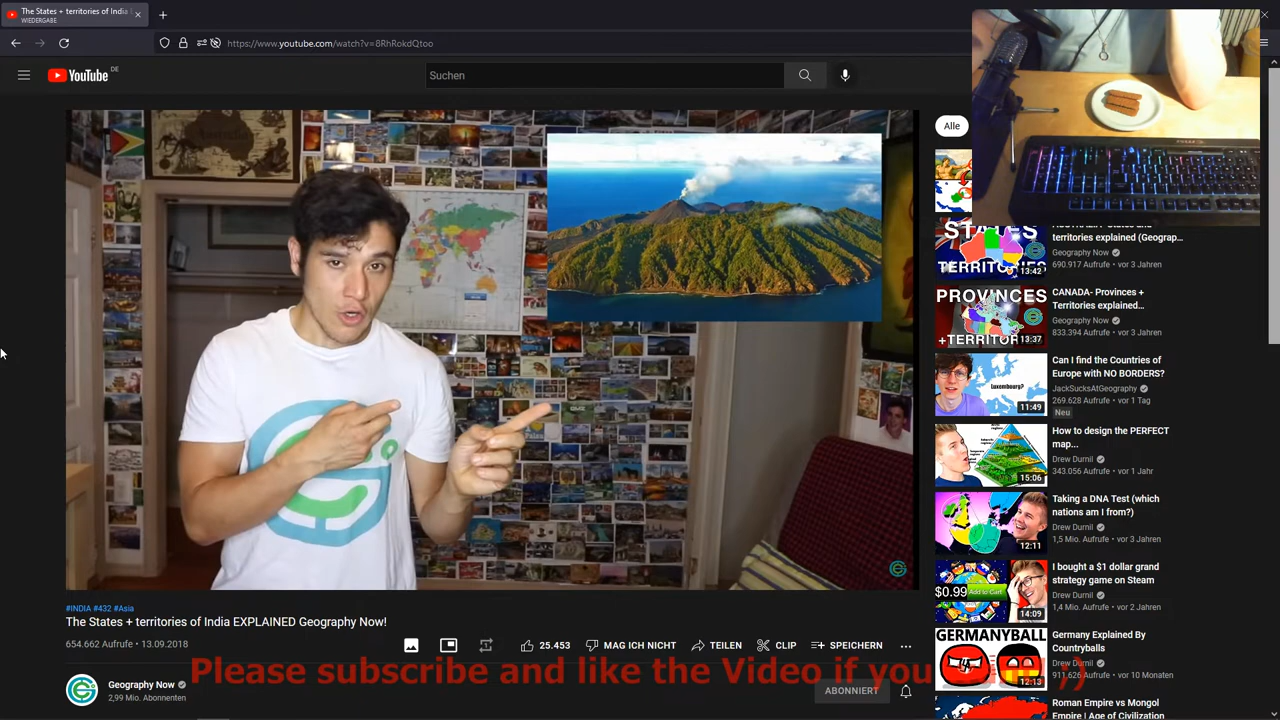 The States + territories of India
WIEDERGABE
https://www.youtube.com/watch?v=8RhRokdQtoo
YouTube DE
Suchen
Alle
STATES
TERRITORIES
13:42
territories explained (Geograp...
Geography Now
690.917 Aufrufe • vor 3 Jahren
PROVINCES
+TERRITOR
13:37
CANADA- Provinces +
Territories explained...
Geography Now
833.394 Aufrufe • vor 3 Jahren
Luxembourg?
11:49
Can I find the Countries of
Europe with NO BORDERS?
JackSucksAtGeography
269.628 Aufrufe • vor 1 Tag
Neu
15:06
How to design the PERFECT
map...
Drew Durnil
343.056 Aufrufe • vor 1 Jahr
12:11
Taking a DNA Test (which
nations am I from?)
Drew Durnil
1,5 Mio. Aufrufe • vor 3 Jahren
$0.99 Add to Cart
14:09
I bought a $1 dollar grand
strategy game on Steam
Drew Durnil
1,4 Mio. Aufrufe • vor 2 Jahren
GERMANYBALL
12:13
Germany Explained By
Countryballs
Drew Durnil
911.626 Aufrufe • vor 10 Monaten
Roman Empire vs Mongol
Empire | Age of Civilization
#INDIA #432 #Asia
The States + territories of India EXPLAINED Geography Now!
654.662 Aufrufe • 13.09.2018
25.453
MAG ICH NICHT
TEILEN
CLIP
SPEICHERN
Please subscribe and like the Video if you
Geography Now
2,99 Mio. Abonnenten
ABONNIERT